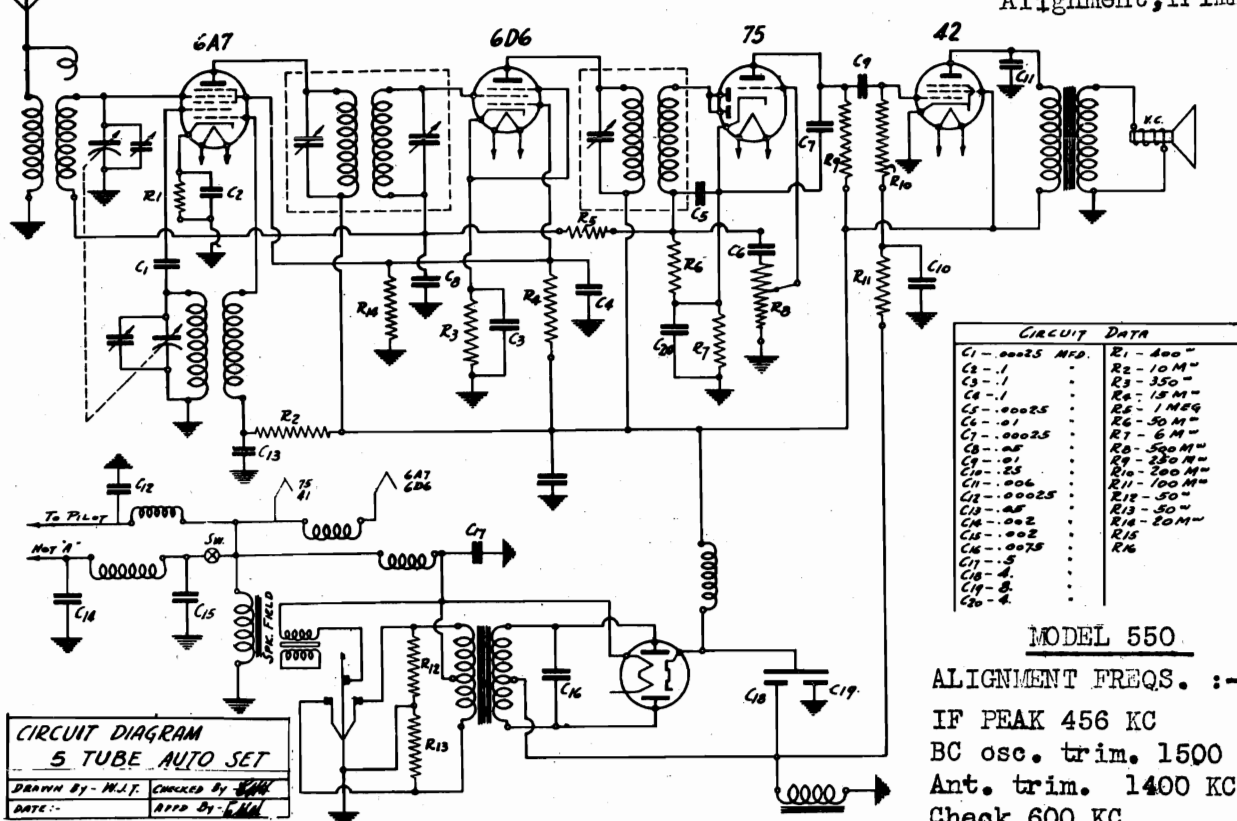 Alignment, Trim
6A7
6D6
75
42
C9
C11
V.C.
R1
C2
C7
R9
R10
C5
R5
C1
C8
R14
R3
C3
R4
C4
R6
C6
R8
C20
R7
R11
C10
R2
C13
CIRCUIT DATA
C1 - .00025 MFD. R1 - 400 ω
C2 - .1 " R2 - 10 M ω
C3 - .1 " R3 - 350 ω
C4 - .1 " R4 - 15 M ω
C5 - .00025 " R5 - 1 MEG
C6 - .01 " R6 - 50 M ω
C7 - .00025 " R7 - 6 M ω
C8 - .05 " R8 - 500 M ω
C9 - .01 " R9 - 250 M ω
C10 - .25 " R10 - 200 M ω
C11 - .006 " R11 - 100 M ω
C12 - .00025 " R12 - 50 ω
C13 - .05 " R13 - 50 ω
C14 - .002 " R14 - 20 M ω
C15 - .002 " R15
C16 - .0075 " R16
C17 - .5 "
C18 - 4. "
C19 - 8. "
C20 - 4. "
C12
75
41
6A7
6D6
TO PILOT
HOT "A"
SW.
C17
C14
C15
SPK. FIELD
R12
R13
C16
C18
C19
MODEL 550
ALIGNMENT FREQS. :-
IF PEAK 456 KC
BC osc. trim. 1500
Ant. trim. 1400 KC
Check 600 KC
CIRCUIT DIAGRAM
5 TUBE AUTO SET
DRAWN BY - W.J.T. CHECKED BY -
DATE :- APPD BY -